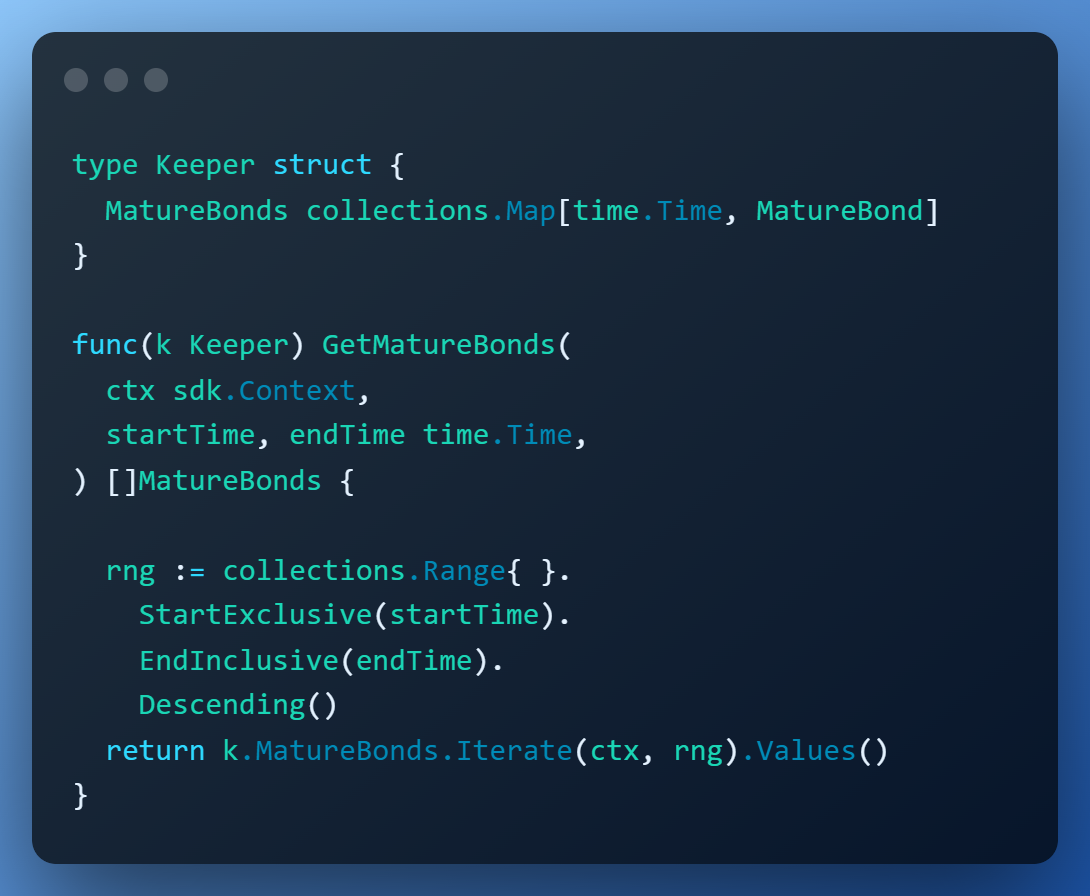 type Keeper struct {
  MatureBonds collections.Map[time.Time, MatureBond]
}

func(k Keeper) GetMatureBonds(
  ctx sdk.Context,
  startTime, endTime time.Time,
) []MatureBonds {

  rng := collections.Range{ }.
    StartExclusive(startTime).
    EndInclusive(endTime).
    Descending()
  return k.MatureBonds.Iterate(ctx, rng).Values()
}